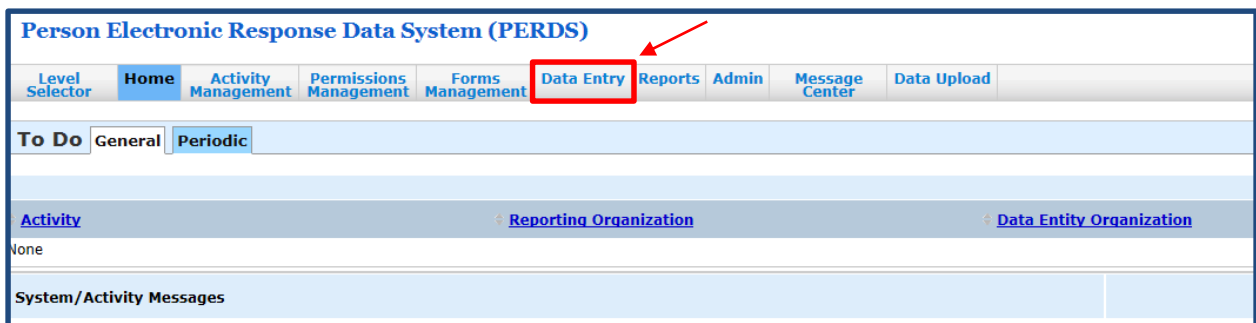 Person Electronic Response Data System (PERDS)
Level Selector Home Activity Management Permissions Management Forms Management Data Entry Reports Admin Message Center Data Upload
To Do General Periodic
Activity Reporting Organization Data Entity Organization
None
System/Activity Messages